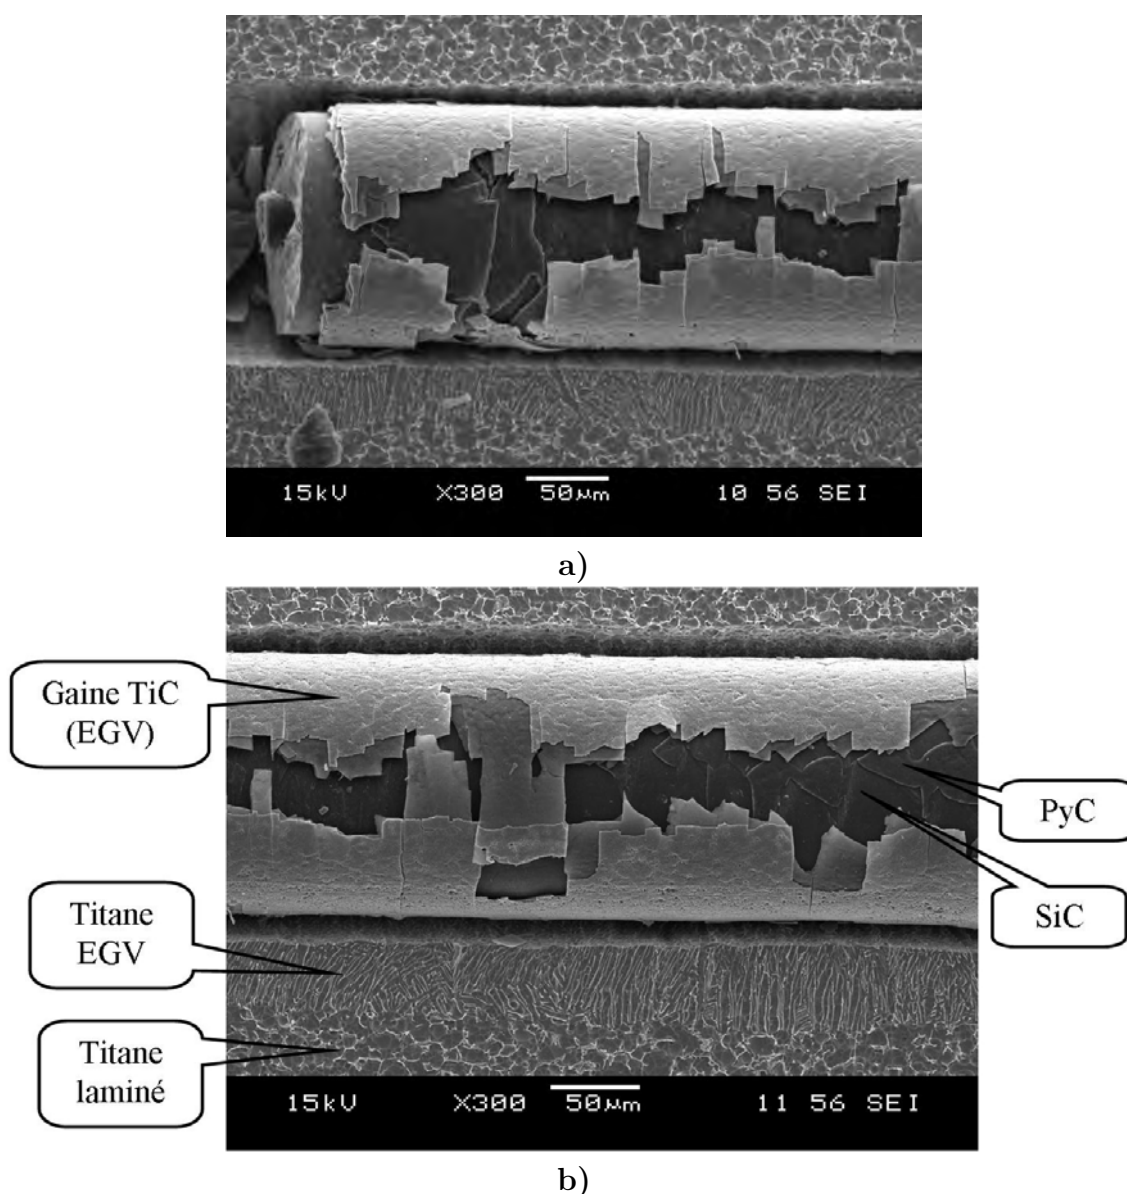 15kV X300 50μm 10 56 SEI
a)
Gaine TiC
(EGV)
PyC
SiC
Titane
EGV
Titane
laminé
15kV X300 50μm 11 56 SEI
b)